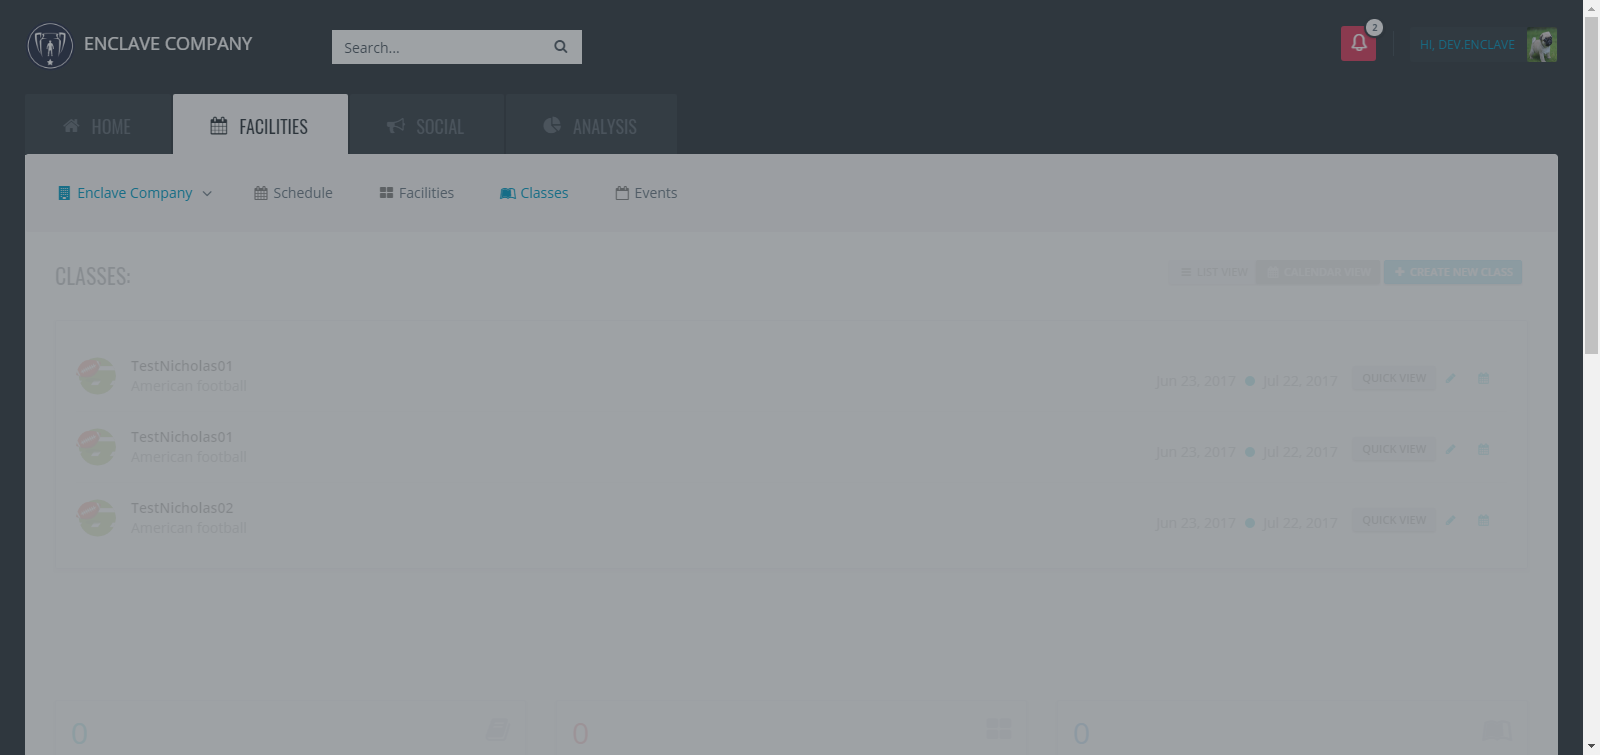 ENCLAVE COMPANY
Search...
2
HI, DEV.ENCLAVE
HOME
FACILITIES
SOCIAL
ANALYSIS
Enclave Company
Schedule
Facilities
Classes
Events
CLASSES:
LIST VIEW
CALENDAR VIEW
CREATE NEW CLASS
TestNicholas01
American football
Jun 23, 2017 Jul 22, 2017
QUICK VIEW
TestNicholas01
American football
Jun 23, 2017 Jul 22, 2017
QUICK VIEW
TestNicholas02
American football
Jun 23, 2017 Jul 22, 2017
QUICK VIEW
0
0
0